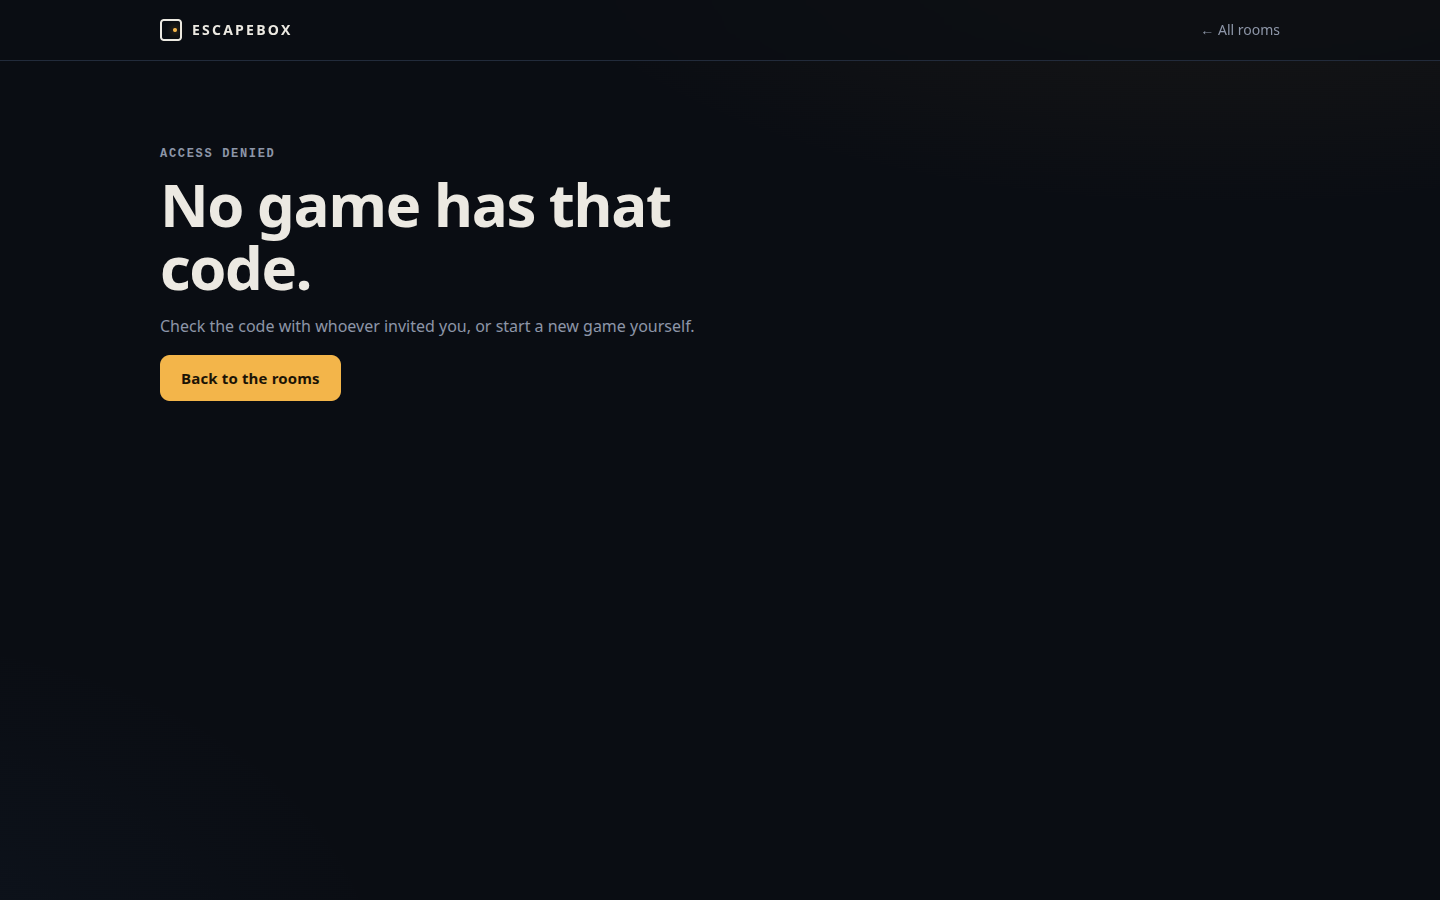 ESCAPEBOX
← All rooms
ACCESS DENIED
No game has that
code.
Check the code with whoever invited you, or start a new game yourself.
Back to the rooms